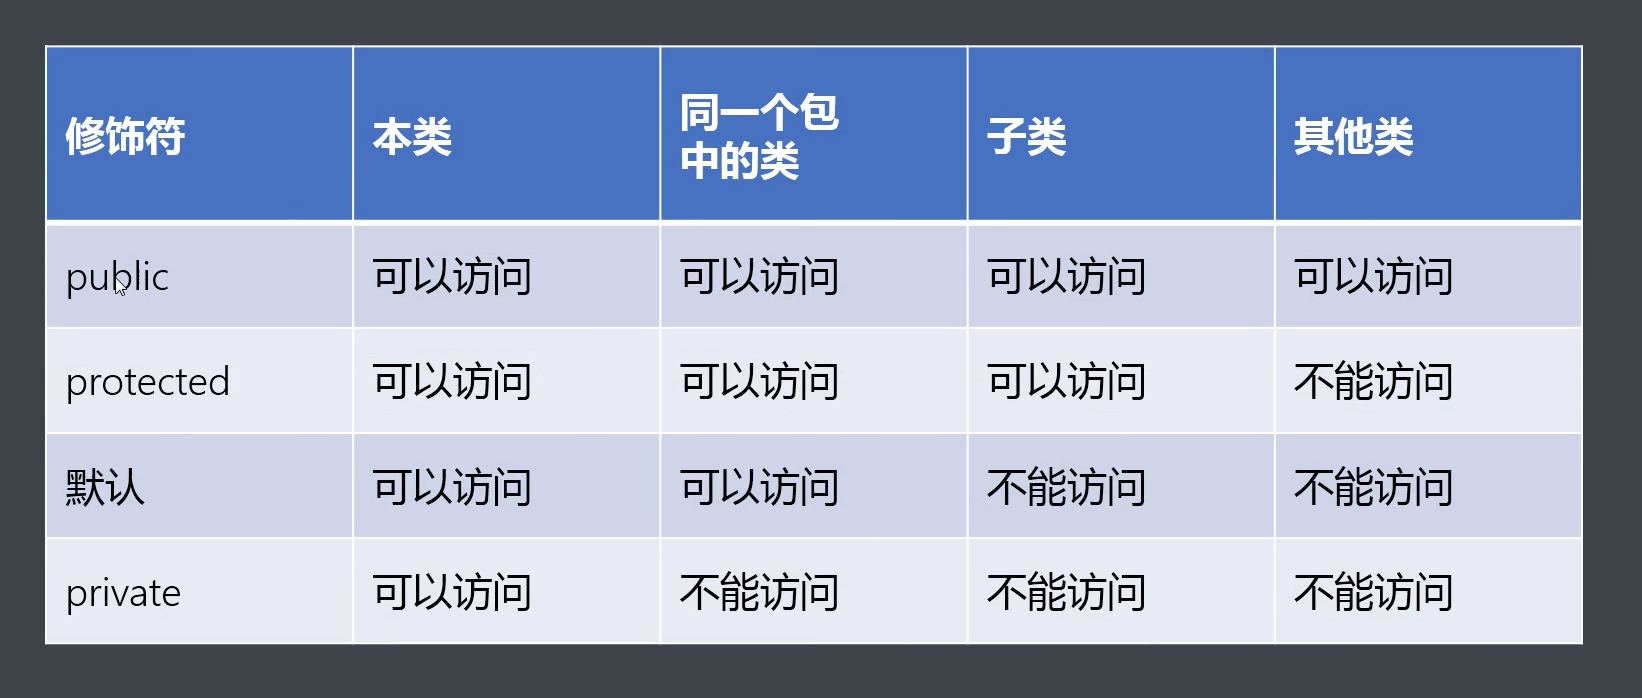 修饰符 本类 同一个包 子类 其他类
中的类
public 可以访问 可以访问 可以访问 可以访问
protected 可以访问 可以访问 可以访问 不能访问
默认 可以访问 可以访问 不能访问 不能访问
private 可以访问 不能访问 不能访问 不能访问